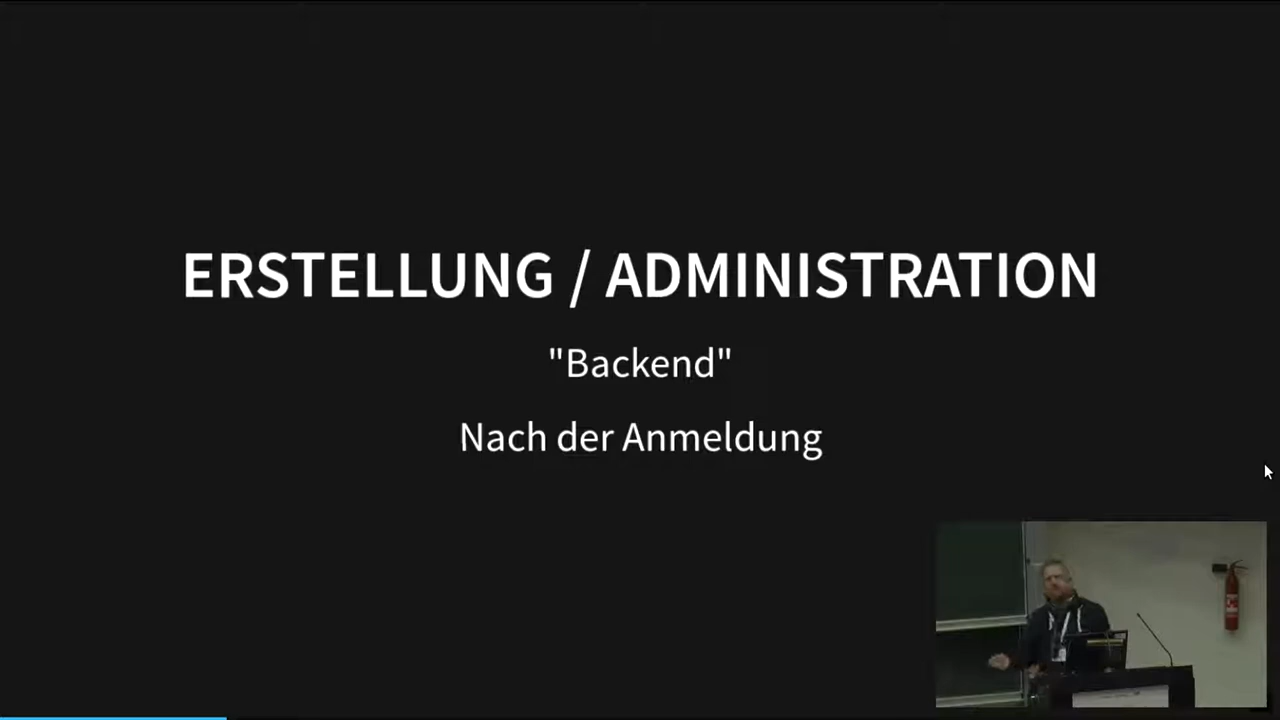 ERSTELLUNG / ADMINISTRATION
"Backend"
Nach der Anmeldung